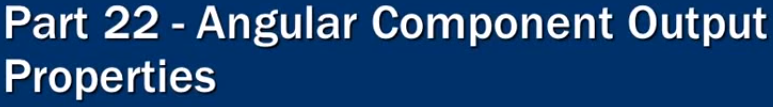 Part 22 - Angular Component Output
Properties